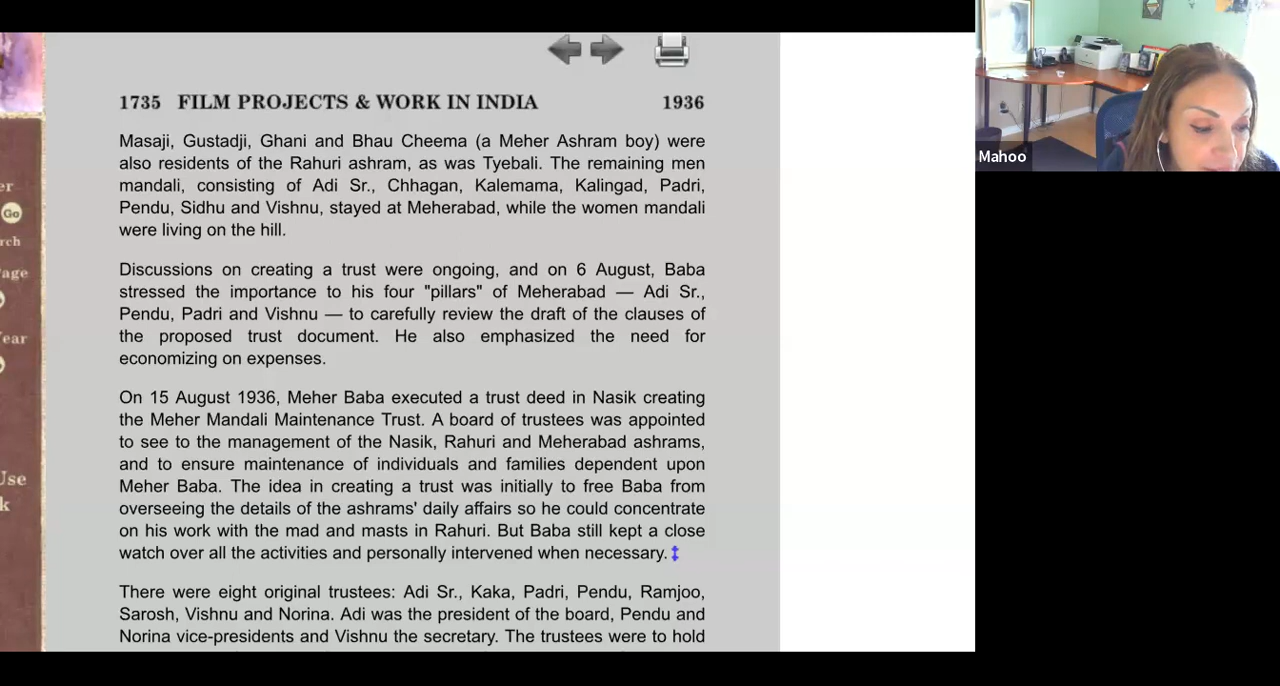 1735 FILM PROJECTS & WORK IN INDIA 1936
Masaji, Gustadji, Ghani and Bhau Cheema (a Meher Ashram boy) were
also residents of the Rahuri ashram, as was Tyebali. The remaining men
mandali, consisting of Adi Sr., Chhagan, Kalemama, Kalingad, Padri,
Pendu, Sidhu and Vishnu, stayed at Meherabad, while the women mandali
were living on the hill.
Discussions on creating a trust were ongoing, and on 6 August, Baba
stressed the importance to his four "pillars" of Meherabad — Adi Sr.,
Pendu, Padri and Vishnu — to carefully review the draft of the clauses of
the proposed trust document. He also emphasized the need for
economizing on expenses.
On 15 August 1936, Meher Baba executed a trust deed in Nasik creating
the Meher Mandali Maintenance Trust. A board of trustees was appointed
to see to the management of the Nasik, Rahuri and Meherabad ashrams,
and to ensure maintenance of individuals and families dependent upon
Meher Baba. The idea in creating a trust was initially to free Baba from
overseeing the details of the ashrams' daily affairs so he could concentrate
on his work with the mad and masts in Rahuri. But Baba still kept a close
watch over all the activities and personally intervened when necessary.
There were eight original trustees: Adi Sr., Kaka, Padri, Pendu, Ramjoo,
Sarosh, Vishnu and Norina. Adi was the president of the board, Pendu and
Norina vice-presidents and Vishnu the secretary. The trustees were to hold
er
Go
rch
age
ear
Use
k
Mahoo